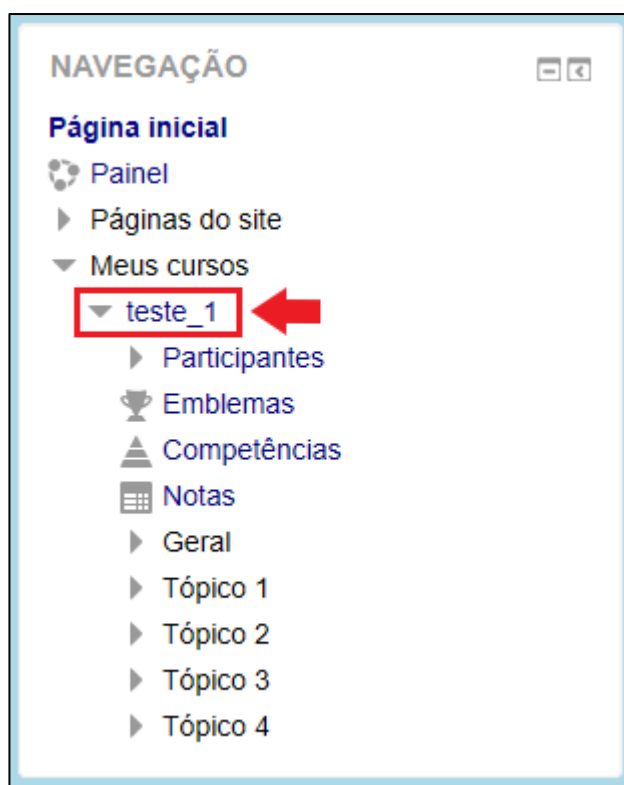 NAVEGAÇÃO
Página inicial
Painel
Páginas do site
Meus cursos
teste_1
Participantes
Emblemas
Competências
Notas
Geral
Tópico 1
Tópico 2
Tópico 3
Tópico 4